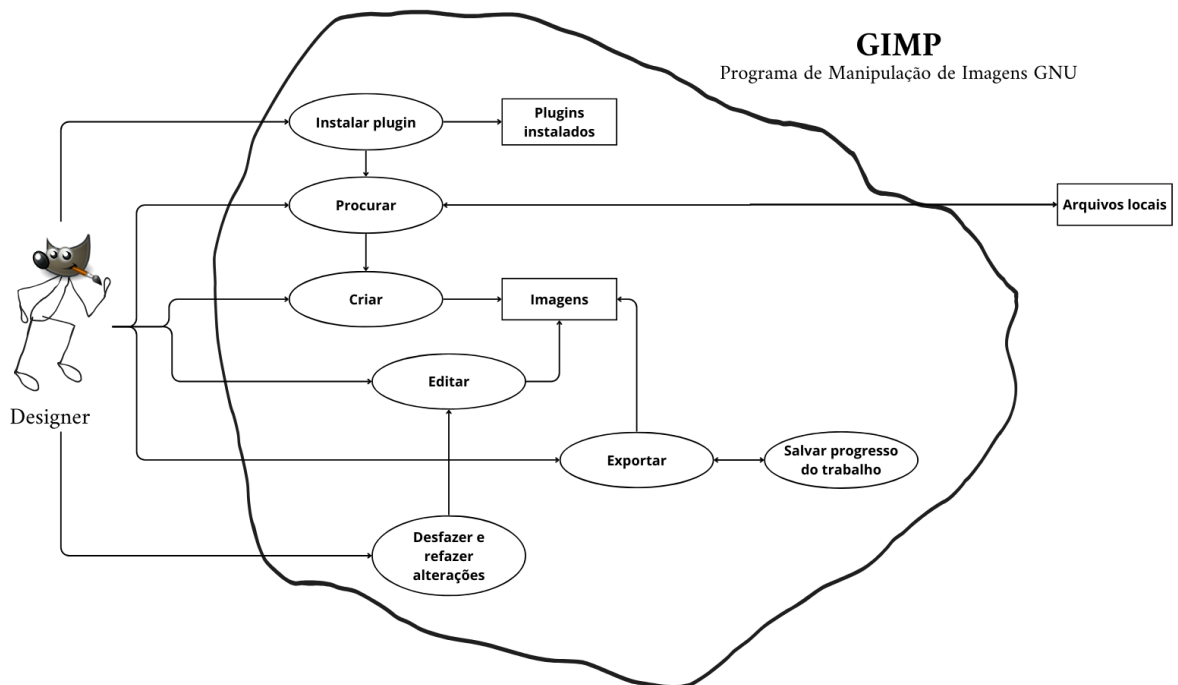 GIMP
Programa de Manipulação de Imagens GNU
Instalar plugin
Plugins
instalados
Procurar
Arquivos locais
Criar
Imagens
Editar
Designer
Exportar
Salvar progresso
do trabalho
Desfazer e
refazer
alterações